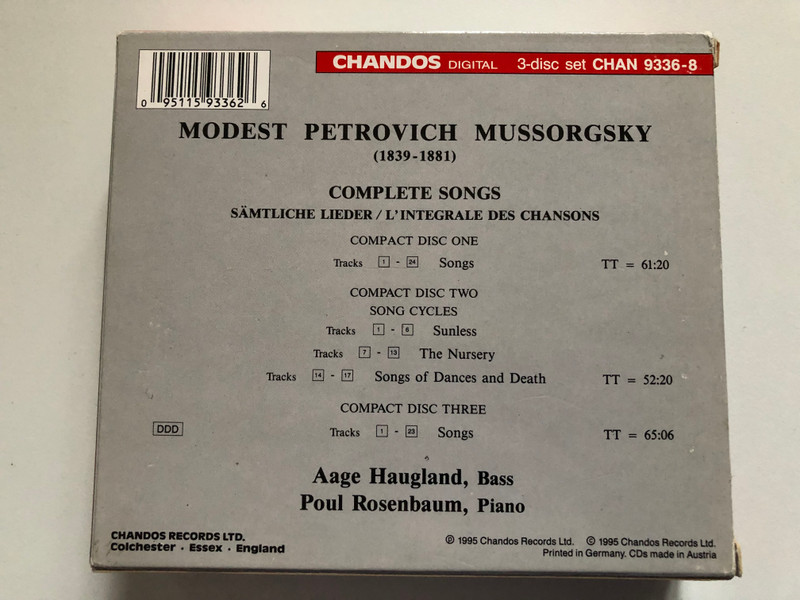 CHANDOS DIGITAL 3-disc set CHAN 9336-8
0 95115 93362 6
MODEST PETROVICH MUSSORGSKY
(1839-1881)
COMPLETE SONGS
SÄMTLICHE LIEDER / L'INTEGRALE DES CHANSONS
COMPACT DISC ONE
Tracks 1 - 24 Songs TT = 61:20
COMPACT DISC TWO
SONG CYCLES
Tracks 1 - 6 Sunless
Tracks 7 - 13 The Nursery
Tracks 14 - 17 Songs of Dances and Death TT = 52:20
COMPACT DISC THREE
DDD Tracks 1 - 23 Songs TT = 65:06
Aage Haugland, Bass
Poul Rosenbaum, Piano
CHANDOS RECORDS LTD.
Colchester · Essex · England
℗ 1995 Chandos Records Ltd. © 1995 Chandos Records Ltd.
Printed in Germany. CDs made in Austria